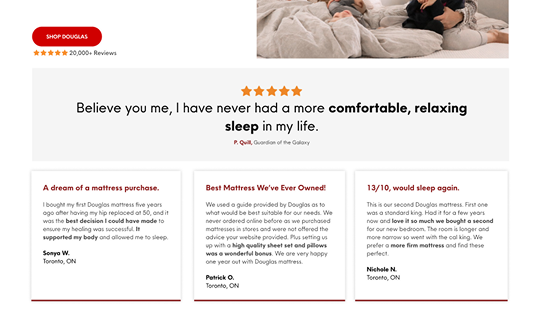 SHOP DOUGLAS
20,000+ Reviews
Believe you me, I have never had a more comfortable, relaxing
sleep in my life.
P. Quill, Guardian of the Galaxy
A dream of a mattress purchase.
I bought my first Douglas mattress five years
ago after having my hip replaced at 50, and it
was the best decision I could have made to
ensure my healing was successful. It
supported my body and allowed me to sleep.
Sonya W.
Toronto, ON
Best Mattress We've Ever Owned!
We used a guide provided by Douglas as to
what would be best suitable for our needs. We
never ordered online before as we purchased
mattresses in stores and were not offered the
advice your website provided. Plus setting us
up with a high quality sheet set and pillows
was a wonderful bonus. We are very happy
one year out with Douglas mattress.
Patrick O.
Toronto, ON
13/10, would sleep again.
This is our second Douglas mattress. First one
was a standard king. Had it for a few years
now and love it so much we bought a second
for our new bedroom. The room is longer and
more narrow so went with the cal king. We
prefer a more firm mattress and find these
perfect.
Nichole N.
Toronto, ON